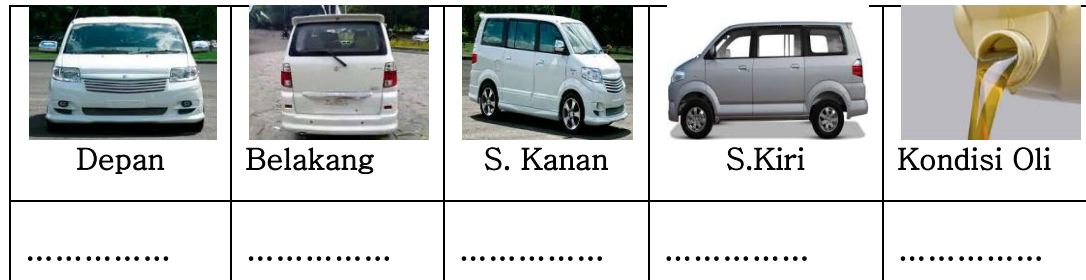 Depan
Belakang
S. Kanan
S.Kiri
Kondisi Oli
……………
……………
……………
……………
……………